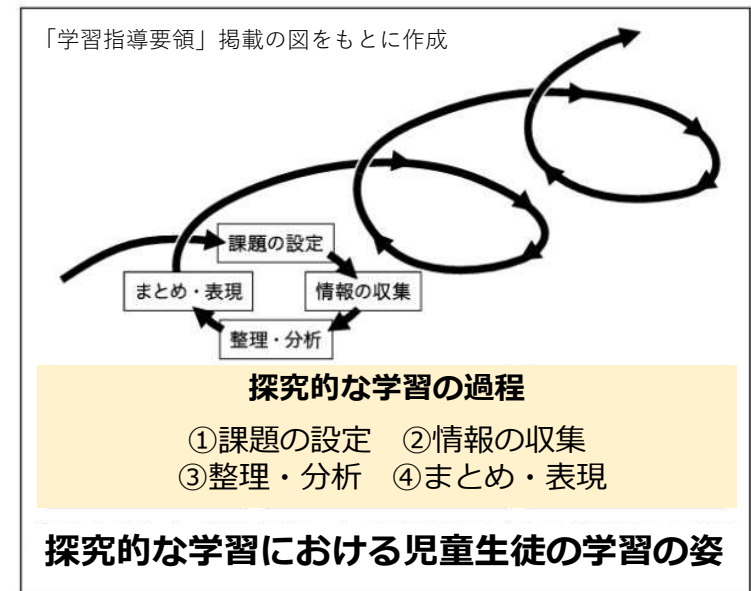 「学習指導要領」掲載の図をもとに作成
課題の設定
まとめ・表現
情報の収集
整理・分析
探究的な学習の過程
①課題の設定　②情報の収集
③整理・分析　④まとめ・表現
探究的な学習における児童生徒の学習の姿